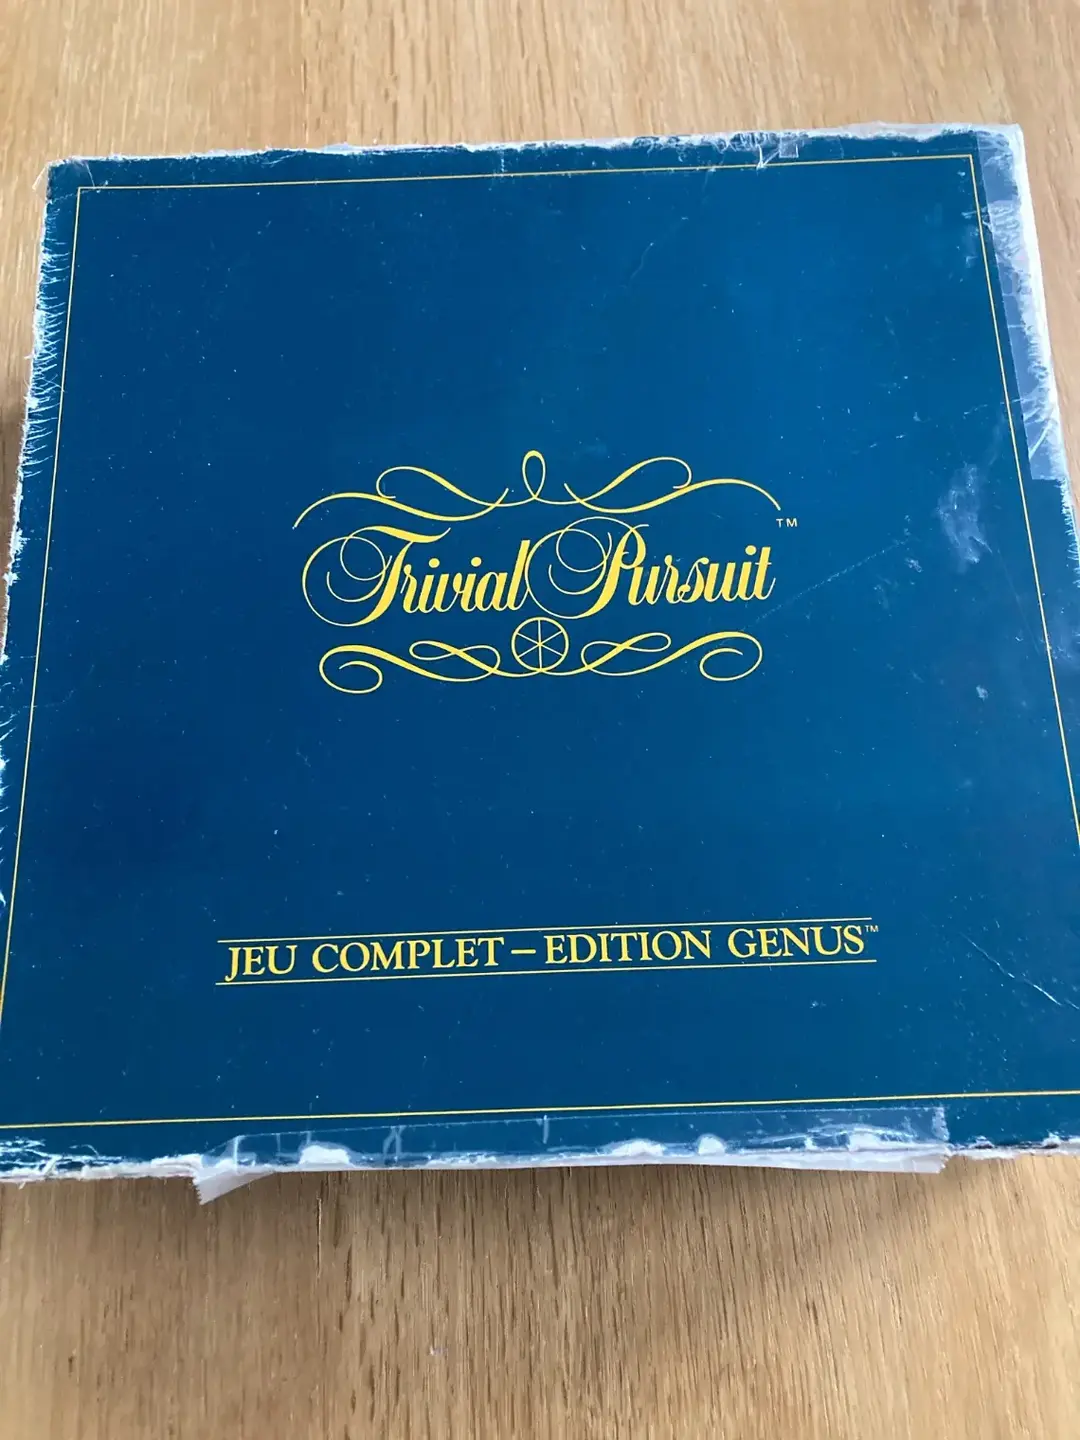 Trivial Pursuit™
JEU COMPLET – EDITION GENUS™